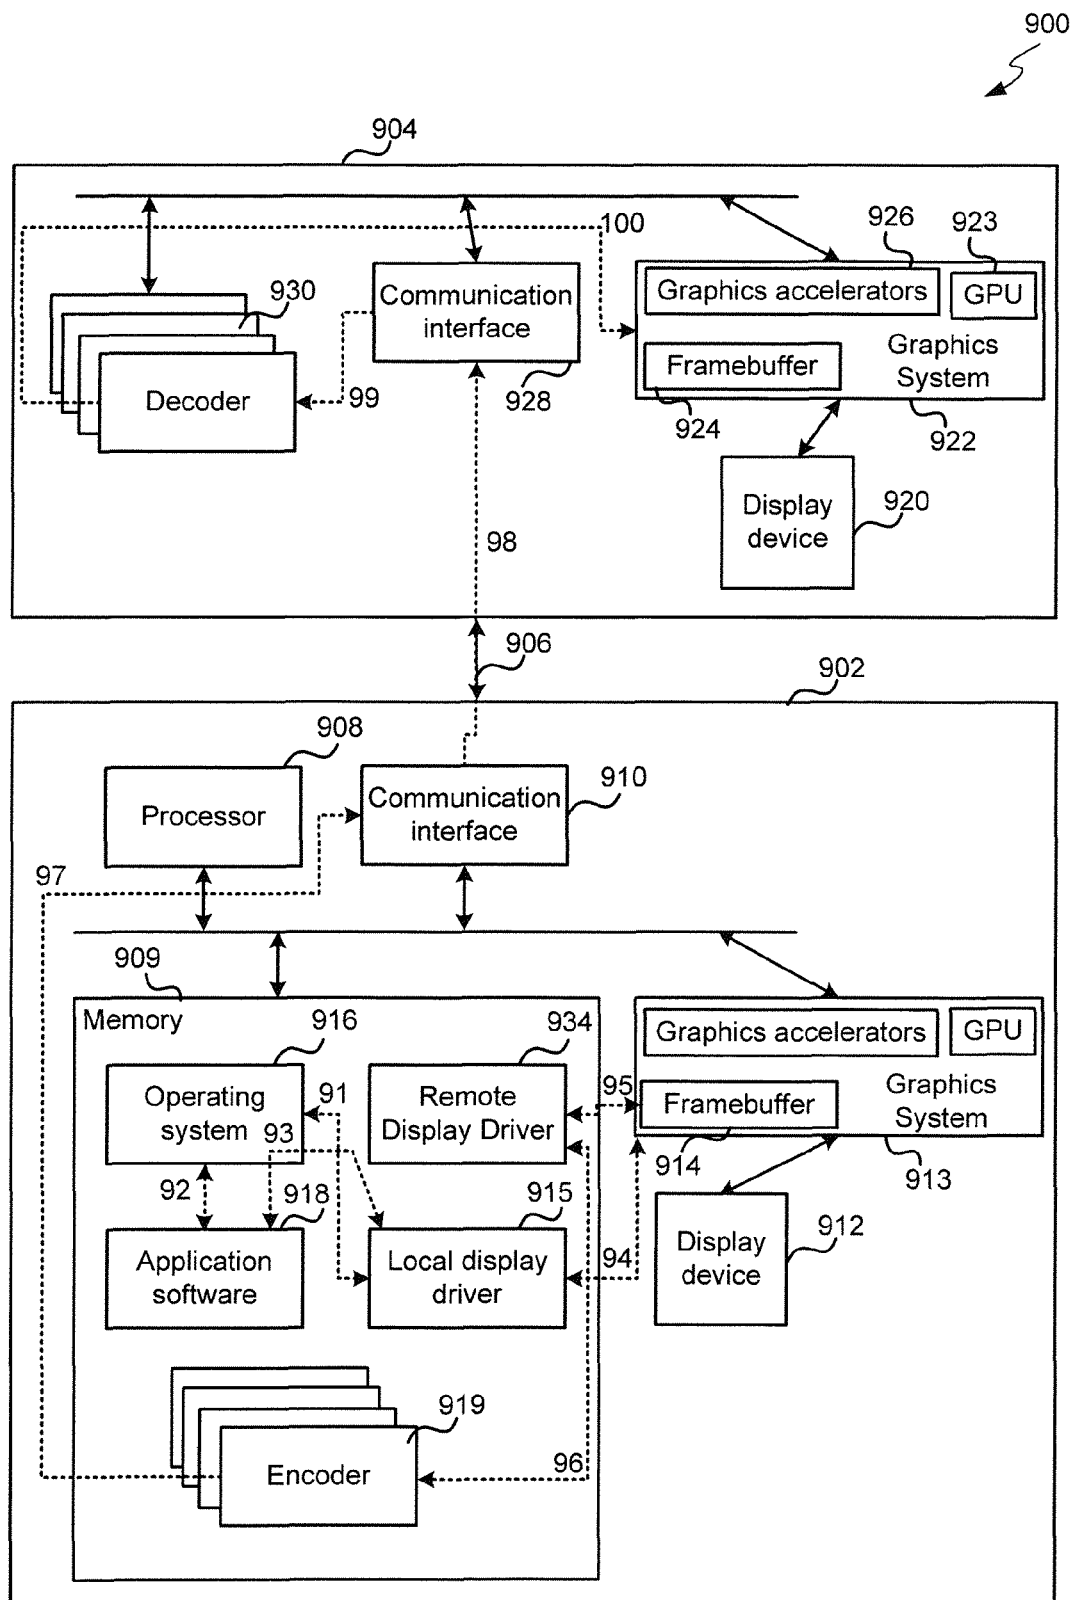 900
904
100
926
923
930
Communication
interface
Graphics accelerators
GPU
Graphics
System
Framebuffer
Decoder
99
928
924
922
Display
device
920
98
906
902
908
910
Processor
Communication
interface
97
909
Memory
916
934
Graphics accelerators
GPU
Operating
system
91
93
Remote
Display Driver
95
Framebuffer
Graphics
System
914
913
92
918
915
912
Application
software
Local display
driver
94
Display
device
919
Encoder
96